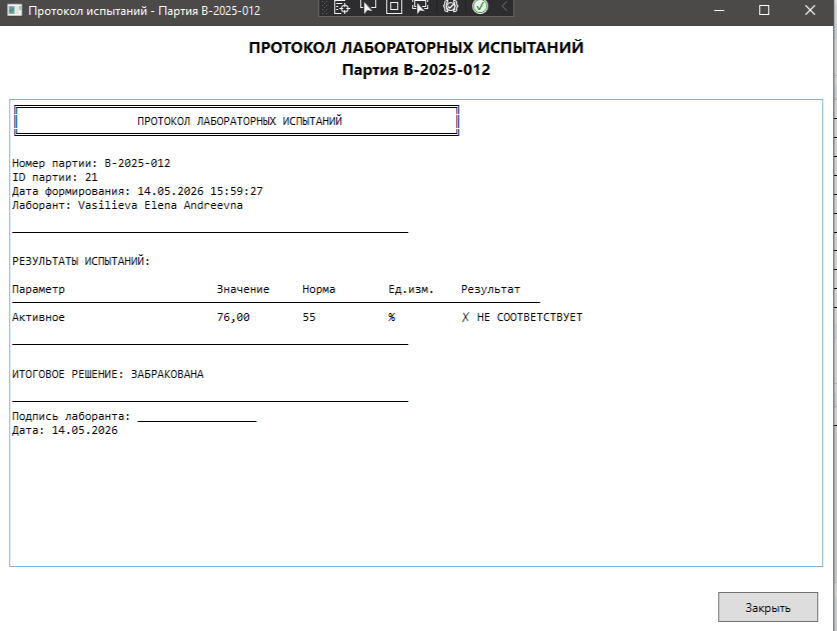 Протокол испытаний - Партия B-2025-012
ПРОТОКОЛ ЛАБОРАТОРНЫХ ИСПЫТАНИЙ
Партия B-2025-012
ПРОТОКОЛ ЛАБОРАТОРНЫХ ИСПЫТАНИЙ
Номер партии: B-2025-012
ID партии: 21
Дата формирования: 14.05.2026 15:59:27
Лаборант: Vasilieva Elena Andreevna
РЕЗУЛЬТАТЫ ИСПЫТАНИЙ:
Параметр Значение Норма Ед.изм. Результат
Активное 76,00 55 % ✗ НЕ СООТВЕТСТВУЕТ
ИТОГОВОЕ РЕШЕНИЕ: ЗАБРАКОВАНА
Подпись лаборанта: __________________
Дата: 14.05.2026
Закрыть